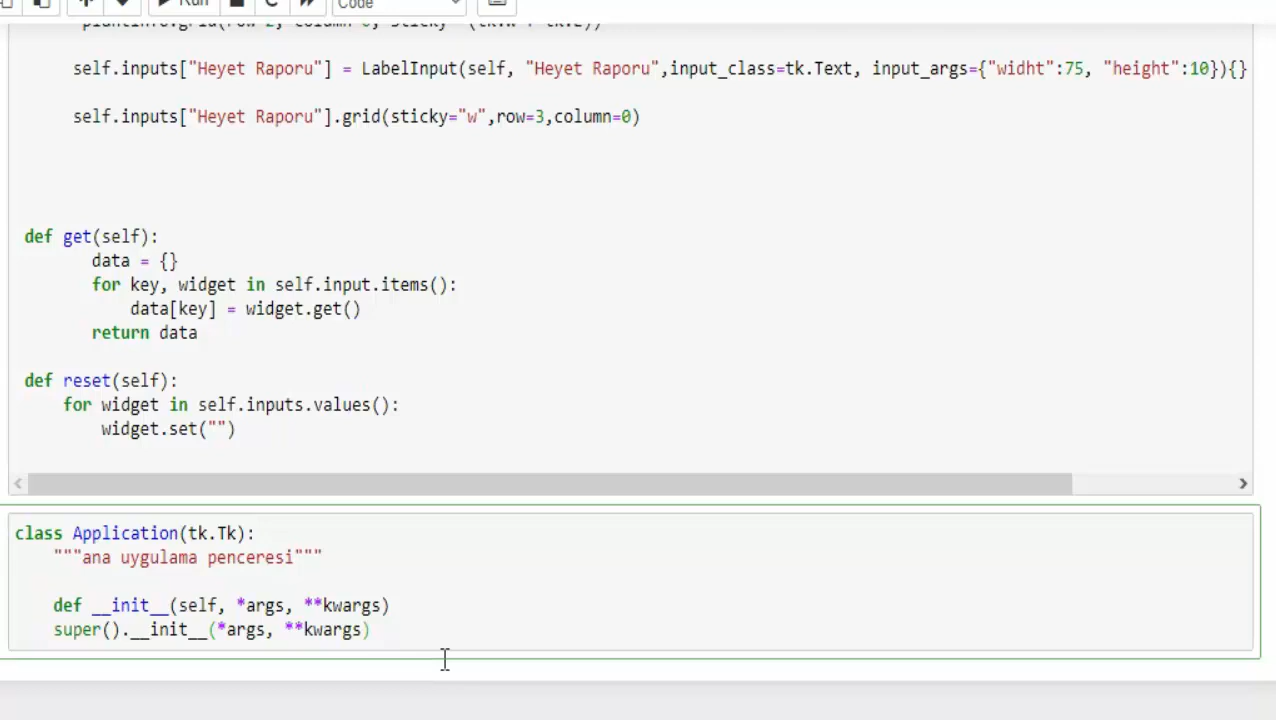 Run
Code
self.inputs["Heyet Raporu"] = LabelInput(self, "Heyet Raporu",input_class=tk.Text, input_args={"widht":75, "height":10}){}
self.inputs["Heyet Raporu"].grid(sticky="w",row=3,column=0)
def get(self):
data = {}
for key, widget in self.input.items():
data[key] = widget.get()
return data
def reset(self):
for widget in self.inputs.values():
widget.set("")
class Application(tk.Tk):
"""ana uygulama penceresi"""
def __init__(self, *args, **kwargs)
super().__init__(*args, **kwargs)